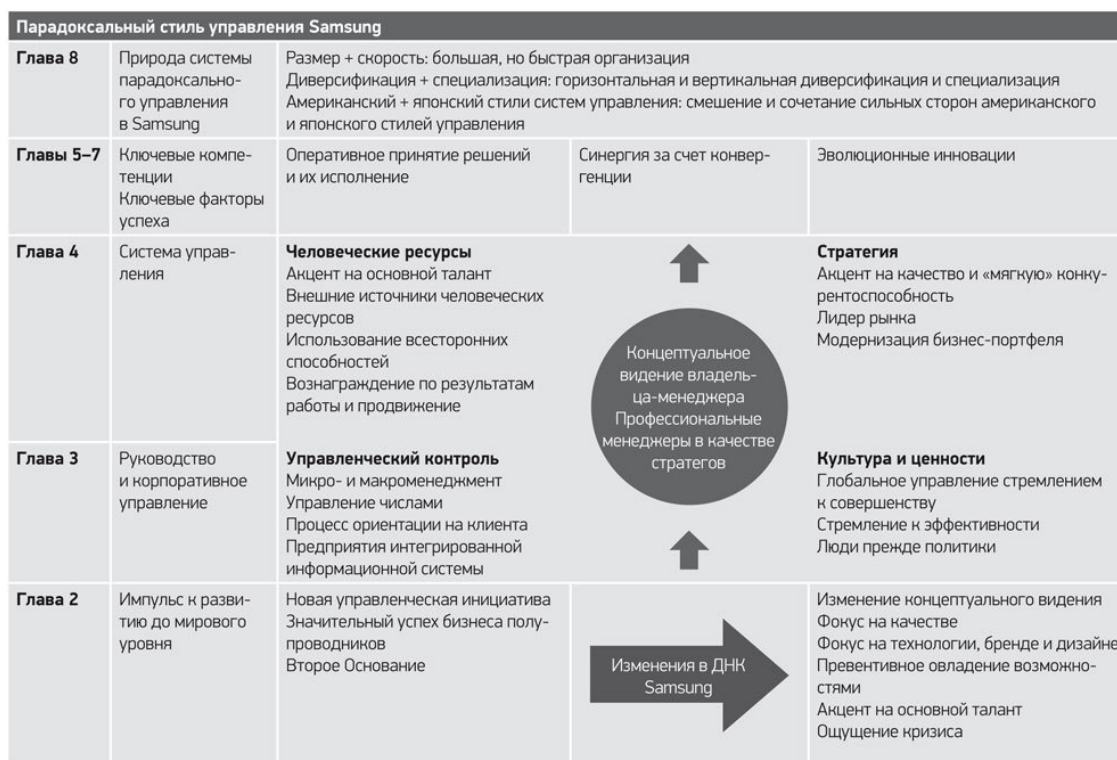 Парадоксальный стиль управления Samsung
Глава 8
Природа системы
парадоксально-
го управления
в Samsung
Размер + скорость: большая, но быстрая организация
Диверсификация + специализация: горизонтальная и вертикальная диверсификация и специализация
Американский + японский стили систем управления: смешение и сочетание сильных сторон американского
и японского стилей управления
Главы 5–7
Ключевые компе-
тенции
Ключевые факторы
успеха
Оперативное принятие решений
и их исполнение
Синергия за счет конвер-
генции
Эволюционные инновации
Глава 4
Система управ-
ления
Человеческие ресурсы
Акцент на основной талант
Внешние источники человеческих
ресурсов
Использование всесторонних
способностей
Вознаграждение по результатам
работы и продвижение
Концептуальное
видение владель-
ца-менеджера
Профессиональные
менеджеры в качестве
стратегов
Стратегия
Акцент на качество и «мягкую» конку-
рентоспособность
Лидер рынка
Модернизация бизнес-портфеля
Глава 3
Руководство
и корпоративное
управление
Управленческий контроль
Микро- и макроменеджмент
Управление числами
Процесс ориентации на клиента
Предприятия интегрированной
информационной системы
Культура и ценности
Глобальное управление стремлением
к совершенству
Стремление к эффективности
Люди прежде политики
Глава 2
Импульс к разви-
тию до мирового
уровня
Новая управленческая инициатива
Значительный успех бизнеса полу-
проводников
Второе Основание
Изменения в ДНК
Samsung
Изменение концептуального видения
Фокус на качестве
Фокус на технологии, бренде и дизайне
Превентивное овладение возможно-
стями
Акцент на основной талант
Ощущение кризиса